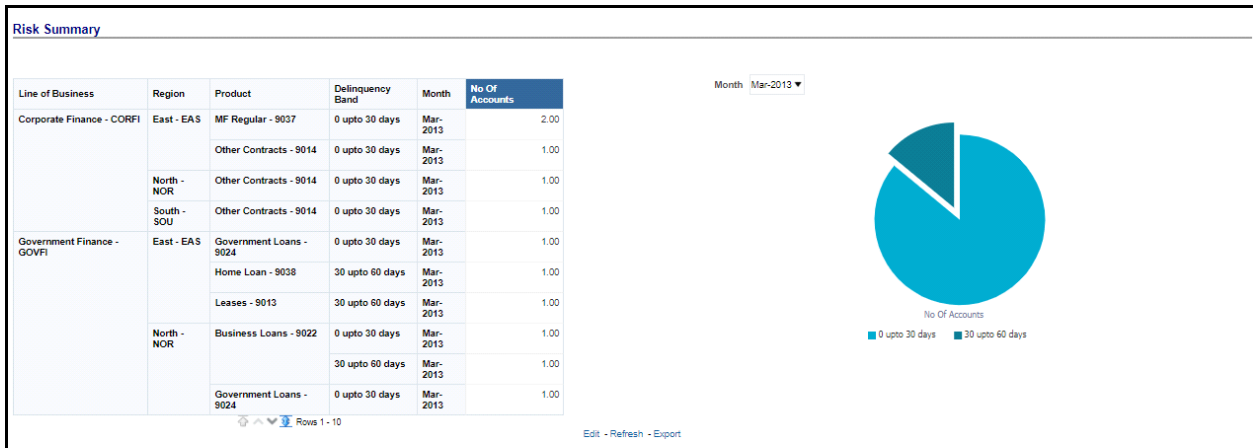 Risk Summary
Line of Business Region Product Delinquency Band Month No Of Accounts
Corporate Finance - CORFI East - EAS MF Regular - 9037 0 upto 30 days Mar-2013 2.00
Other Contracts - 9014 0 upto 30 days Mar-2013 1.00
North - NOR Other Contracts - 9014 0 upto 30 days Mar-2013 1.00
South - SOU Other Contracts - 9014 0 upto 30 days Mar-2013 1.00
Government Finance - GOVFI East - EAS Government Loans - 9024 0 upto 30 days Mar-2013 1.00
Home Loan - 9038 30 upto 60 days Mar-2013 1.00
Leases - 9013 30 upto 60 days Mar-2013 1.00
North - NOR Business Loans - 9022 0 upto 30 days Mar-2013 1.00
30 upto 60 days Mar-2013 1.00
Government Loans - 9024 0 upto 30 days Mar-2013 1.00
Rows 1 - 10
Month Mar-2013
No Of Accounts
0 upto 30 days 30 upto 60 days
Edit - Refresh - Export